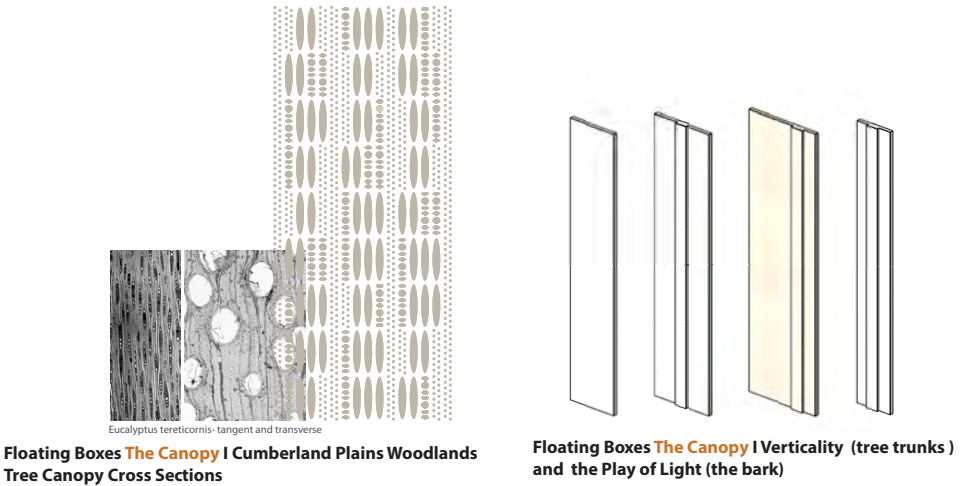 Eucalyptus tereticornis- tangent and transverse
Floating Boxes The Canopy I Cumberland Plains Woodlands
Tree Canopy Cross Sections
Floating Boxes The Canopy I Verticality (tree trunks )
and the Play of Light (the bark)